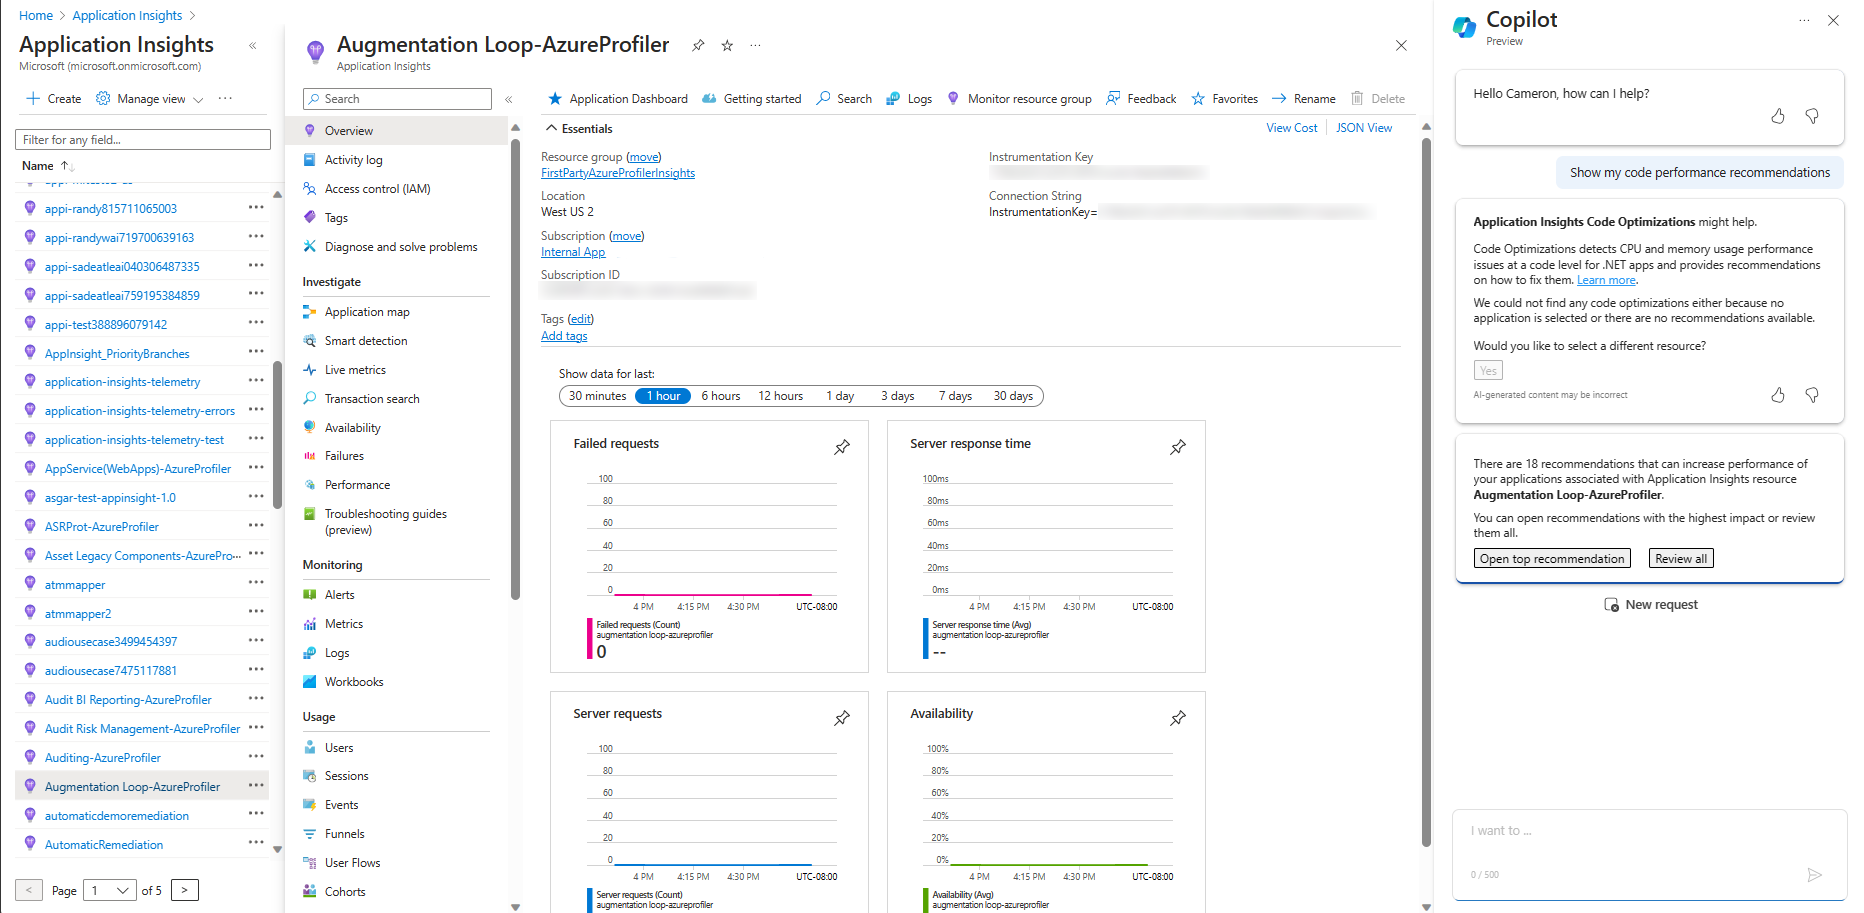 Home > Application Insights >
Application Insights
Microsoft (microsoft.onmicrosoft.com)
Create Manage view
Filter for any field...
Name
appi-randy815711065003
appi-randywai719700639163
appi-sadeatleai040306487335
appi-sadeatleai759195384859
appi-test388896079142
AppInsight_PriorityBranches
application-insights-telemetry
application-insights-telemetry-errors
application-insights-telemetry-test
AppService(WebApps)-AzureProfiler
asgar-test-appinsight-1.0
ASRProt-AzureProfiler
Asset Legacy Components-AzurePro...
atmmapper
atmmapper2
audiousecase3499454397
audiousecase7475117881
Audit BI Reporting-AzureProfiler
Audit Risk Management-AzureProfiler
Auditing-AzureProfiler
Augmentation Loop-AzureProfiler
automaticdemoremediation
AutomaticRemediation
< Page 1 of 5 >
Augmentation Loop-AzureProfiler
Application Insights
Search
Overview
Activity log
Access control (IAM)
Tags
Diagnose and solve problems
Investigate
Application map
Smart detection
Live metrics
Transaction search
Availability
Failures
Performance
Troubleshooting guides
(preview)
Monitoring
Alerts
Metrics
Logs
Workbooks
Usage
Users
Sessions
Events
Funnels
User Flows
Cohorts
Application Dashboard Getting started Search Logs Monitor resource group Feedback Favorites Rename Delete
Essentials
View Cost JSON View
Resource group (move)
FirstPartyAzureProfilerInsights
Location
West US 2
Subscription (move)
Internal App
Subscription ID
Tags (edit)
Add tags
Instrumentation Key
Connection String
InstrumentationKey=
Show data for last:
30 minutes 1 hour 6 hours 12 hours 1 day 3 days 7 days 30 days
Failed requests
100
80
60
40
20
0
4 PM 4:15 PM 4:30 PM UTC-08:00
Failed requests (Count)
augmentation loop-azureprofiler
0
Server response time
100ms
80ms
60ms
40ms
20ms
0ms
4 PM 4:15 PM 4:30 PM UTC-08:00
Server response time (Avg)
augmentation loop-azureprofiler
--
Server requests
100
80
60
40
20
0
4 PM 4:15 PM 4:30 PM UTC-08:00
Server requests (Count)
augmentation loop-azureprofiler
Availability
100%
80%
60%
40%
20%
0%
4 PM 4:15 PM 4:30 PM UTC-08:00
Availability (Avg)
augmentation loop-azureprofiler
Copilot
Preview
Hello Cameron, how can I help?
Show my code performance recommendations
Application Insights Code Optimizations might help.
Code Optimizations detects CPU and memory usage performance
issues at a code level for .NET apps and provides recommendations
on how to fix them. Learn more.
We could not find any code optimizations either because no
application is selected or there are no recommendations available.
Would you like to select a different resource?
Yes
AI-generated content may be incorrect
There are 18 recommendations that can increase performance of
your applications associated with Application Insights resource
Augmentation Loop-AzureProfiler.
You can open recommendations with the highest impact or review
them all.
Open top recommendation Review all
New request
I want to ...
0 / 500